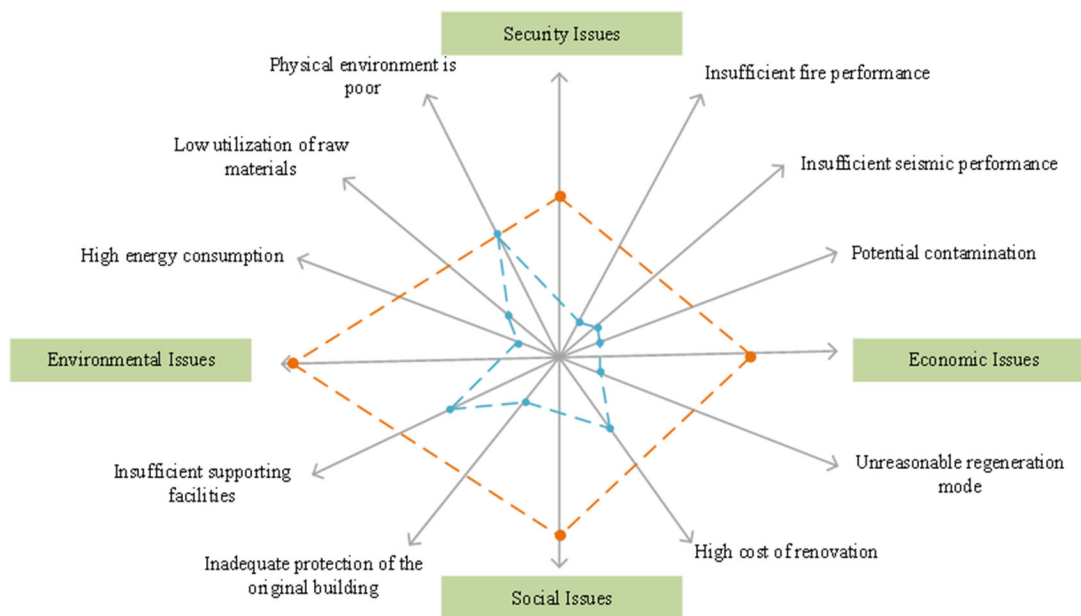 Security Issues
Physical environment is
poor
Insufficient fire performance
Low utilization of raw
materials
Insufficient seismic performance
High energy consumption
Potential contamination
Environmental Issues
Economic Issues
Insufficient supporting
facilities
Unreasonable regeneration
mode
Inadequate protection of the
original building
High cost of renovation
Social Issues